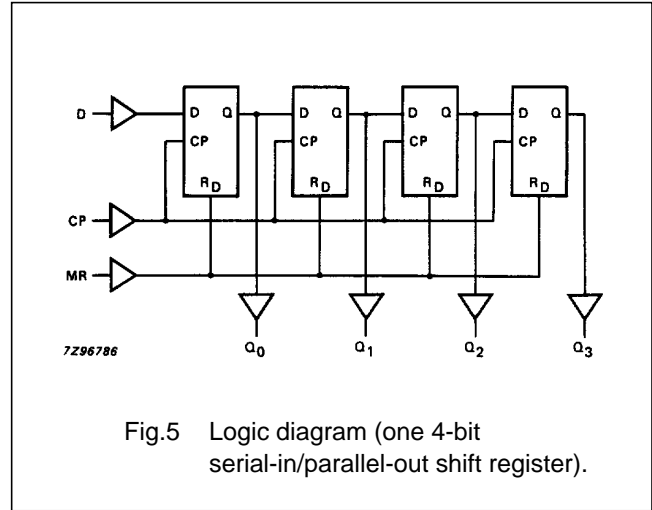 D
D Q
D Q
D Q
D Q
CP
CP
CP
CP
RD
RD
RD
RD
CP
MR
7Z96786
Q0
Q1
Q2
Q3
Fig.5 Logic diagram (one 4-bit
serial-in/parallel-out shift register).